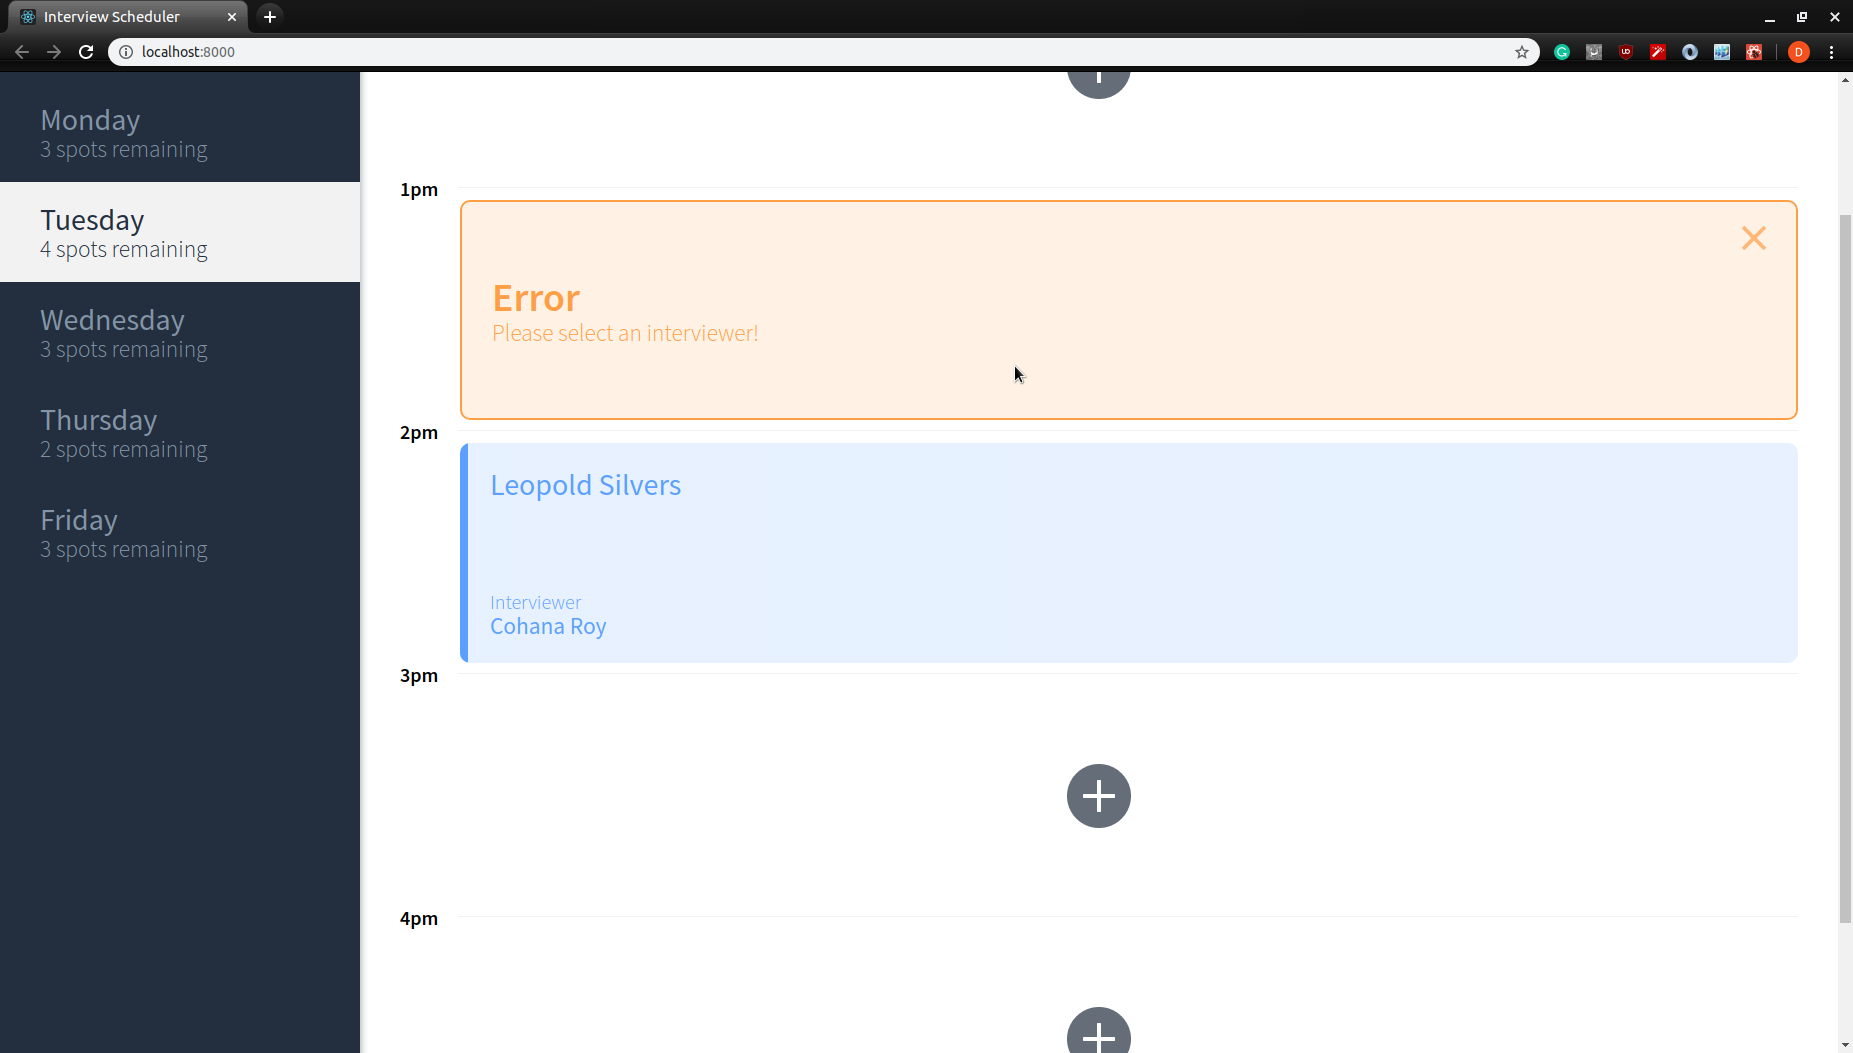 Interview Scheduler
localhost:8000
D
Monday
3 spots remaining
Tuesday
4 spots remaining
Wednesday
3 spots remaining
Thursday
2 spots remaining
Friday
3 spots remaining
1pm
Error
Please select an interviewer!
2pm
Leopold Silvers
Interviewer
Cohana Roy
3pm
4pm